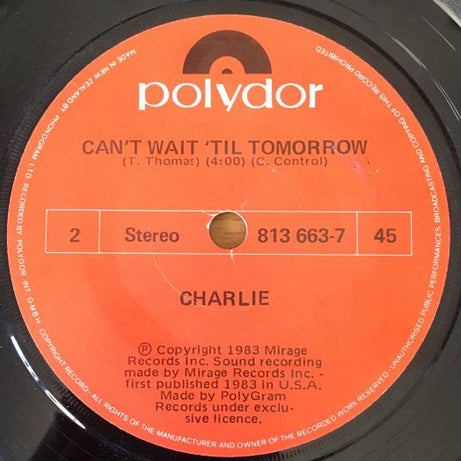 polydor
CAN'T WAIT 'TIL TOMORROW
(T. Thomas) (4:00) (C. Control)
2 Stereo 813 663-7 45
CHARLIE
Ⓟ Copyright 1983 Mirage
Records Inc. Sound recording
made by Mirage Records Inc. -
first published 1983 in U.S.A.
Made by PolyGram
Records under exclu-
sive licence.
MADE IN NEW ZEALAND BY PHONOGRAM LTD RECORDED BY POLYDOR INT. G·M·B·H
COPYRIGHT RECORD - ALL RIGHTS OF THE MANUFACTURER AND OWNER OF THE RECORDED WORK RESERVED - UNAUTHORISED PUBLIC PERFORMANCES BROADCASTING AND COPYING OF THIS RECORD PROHIBITED